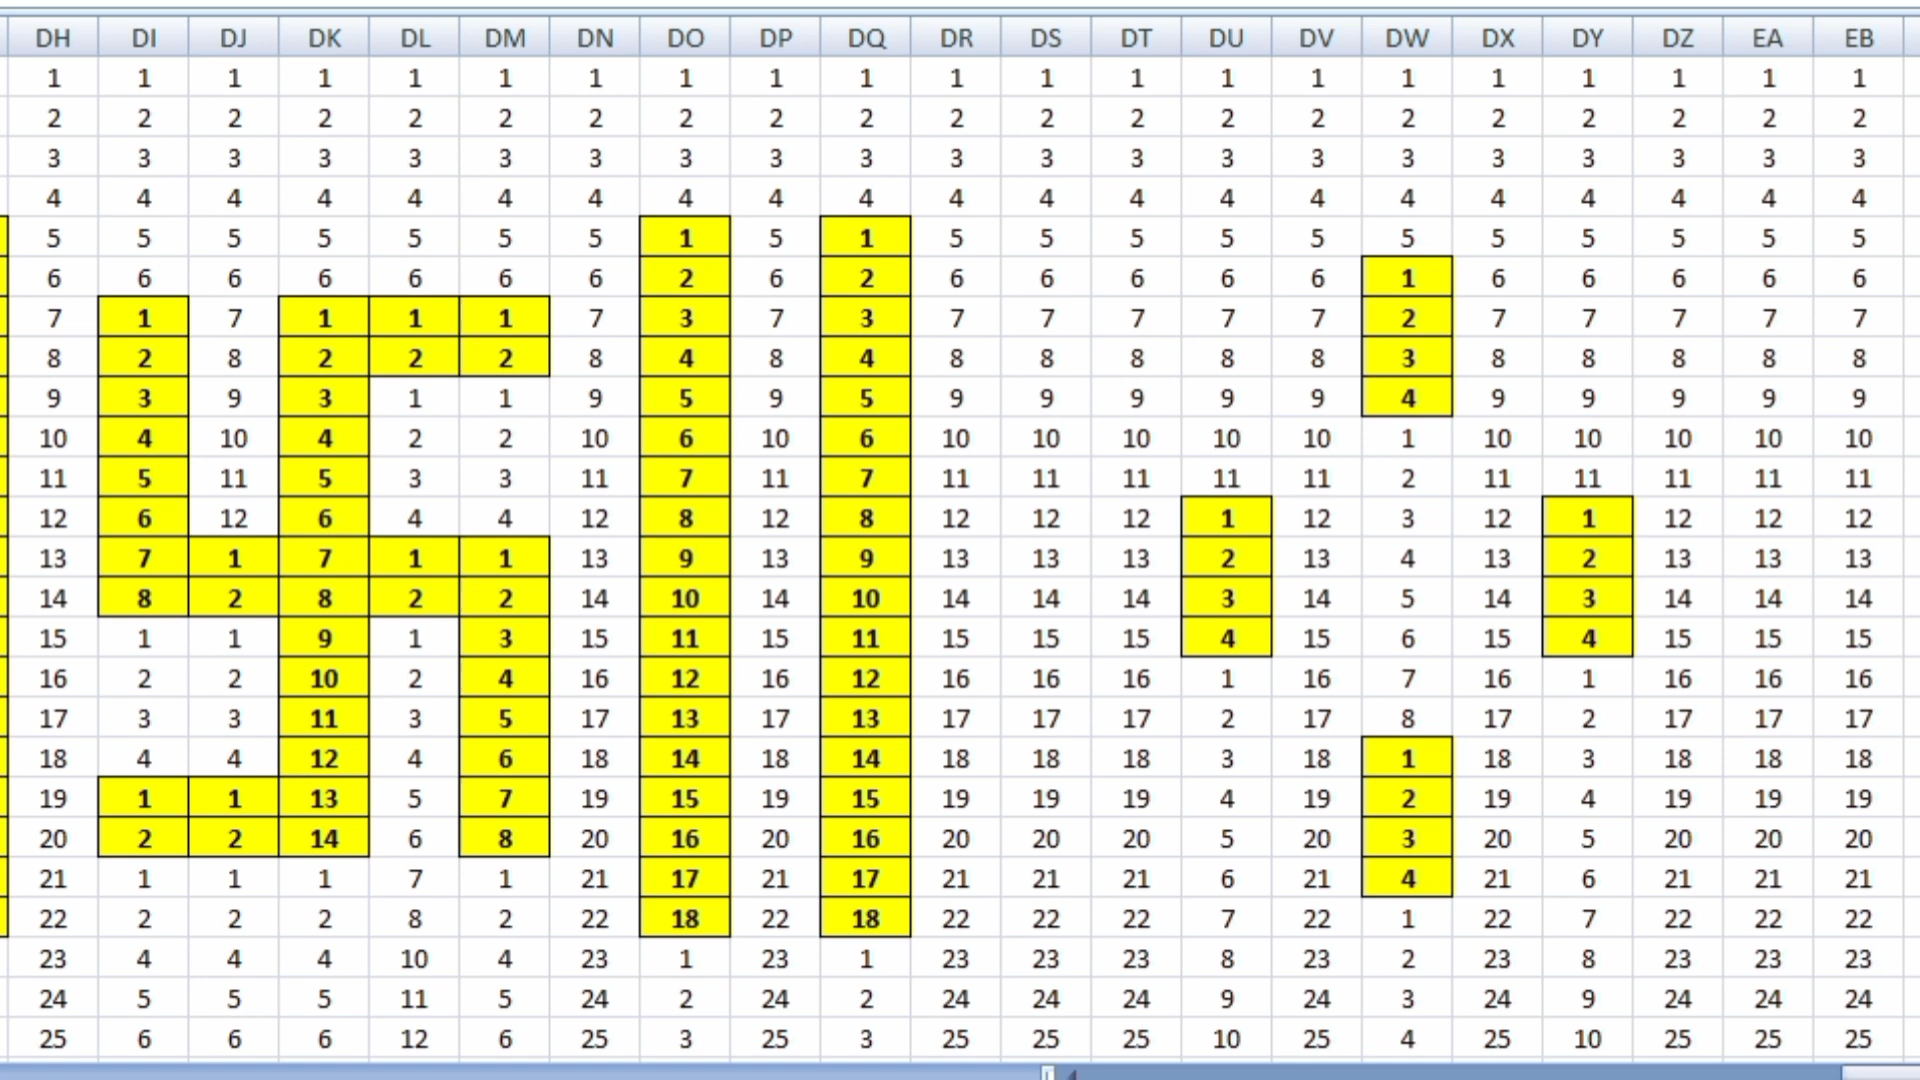 DH DI DJ DK DL DM DN DO DP DQ DR DS DT DU DV DW DX DY DZ EA EB
1 1 1 1 1 1 1 1 1 1 1 1 1 1 1 1 1 1 1 1 1
2 2 2 2 2 2 2 2 2 2 2 2 2 2 2 2 2 2 2 2 2
3 3 3 3 3 3 3 3 3 3 3 3 3 3 3 3 3 3 3 3 3
4 4 4 4 4 4 4 4 4 4 4 4 4 4 4 4 4 4 4 4 4
5 5 5 5 5 5 5 1 5 1 5 5 5 5 5 5 5 5 5 5 5
6 6 6 6 6 6 6 2 6 2 6 6 6 6 6 1 6 6 6 6 6
7 1 7 1 1 1 7 3 7 3 7 7 7 7 7 2 7 7 7 7 7
8 2 8 2 2 2 8 4 8 4 8 8 8 8 8 3 8 8 8 8 8
9 3 9 3 1 1 9 5 9 5 9 9 9 9 9 4 9 9 9 9 9
10 4 10 4 2 2 10 6 10 6 10 10 10 10 10 1 10 10 10 10 10
11 5 11 5 3 3 11 7 11 7 11 11 11 11 11 2 11 11 11 11 11
12 6 12 6 4 4 12 8 12 8 12 12 12 1 12 3 12 1 12 12 12
13 7 1 7 1 1 13 9 13 9 13 13 13 2 13 4 13 2 13 13 13
14 8 2 8 2 2 14 10 14 10 14 14 14 3 14 5 14 3 14 14 14
15 1 1 9 1 3 15 11 15 11 15 15 15 4 15 6 15 4 15 15 15
16 2 2 10 2 4 16 12 16 12 16 16 16 1 16 7 16 1 16 16 16
17 3 3 11 3 5 17 13 17 13 17 17 17 2 17 8 17 2 17 17 17
18 4 4 12 4 6 18 14 18 14 18 18 18 3 18 1 18 3 18 18 18
19 1 1 13 5 7 19 15 19 15 19 19 19 4 19 2 19 4 19 19 19
20 2 2 14 6 8 20 16 20 16 20 20 20 5 20 3 20 5 20 20 20
21 1 1 1 7 1 21 17 21 17 21 21 21 6 21 4 21 6 21 21 21
22 2 2 2 8 2 22 18 22 18 22 22 22 7 22 1 22 7 22 22 22
23 4 4 4 10 4 23 1 23 1 23 23 23 8 23 2 23 8 23 23 23
24 5 5 5 11 5 24 2 24 2 24 24 24 9 24 3 24 9 24 24 24
25 6 6 6 12 6 25 3 25 3 25 25 25 10 25 4 25 10 25 25 25